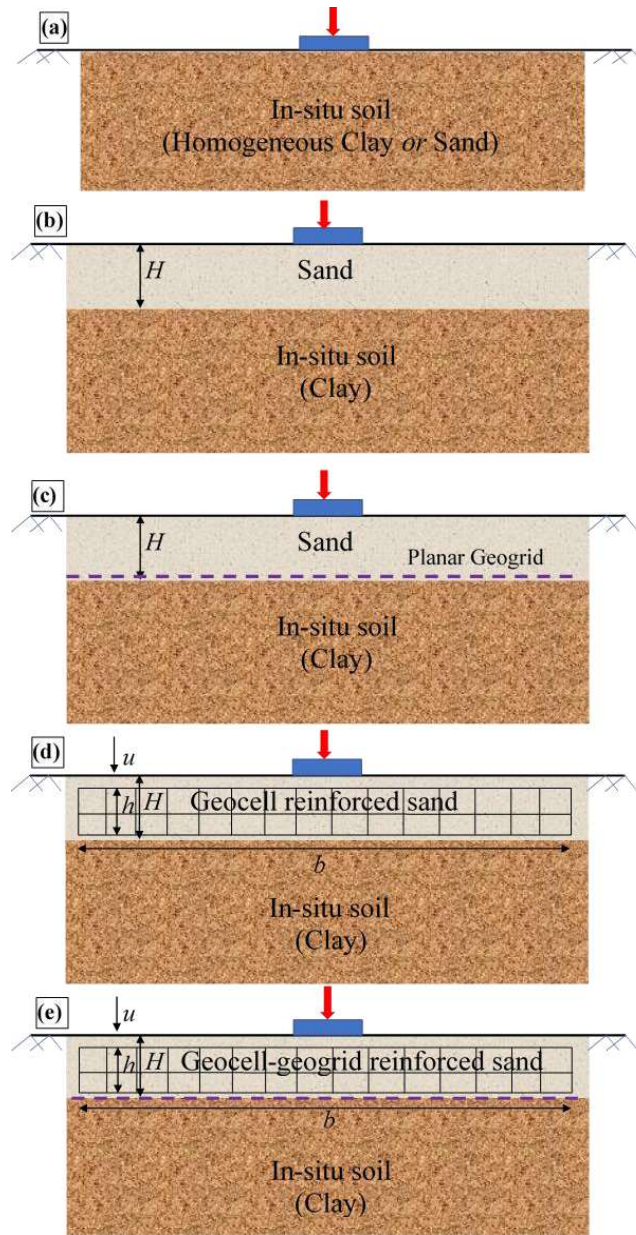 (a)
In-situ soil
(Homogeneous Clay or Sand)
(b)
H
Sand
In-situ soil
(Clay)
(c)
H
Sand
Planar Geogrid
In-situ soil
(Clay)
(d)
u
h H Geocell reinforced sand
b
In-situ soil
(Clay)
(e)
u
h H Geocell-geogrid reinforced sand
b
In-situ soil
(Clay)